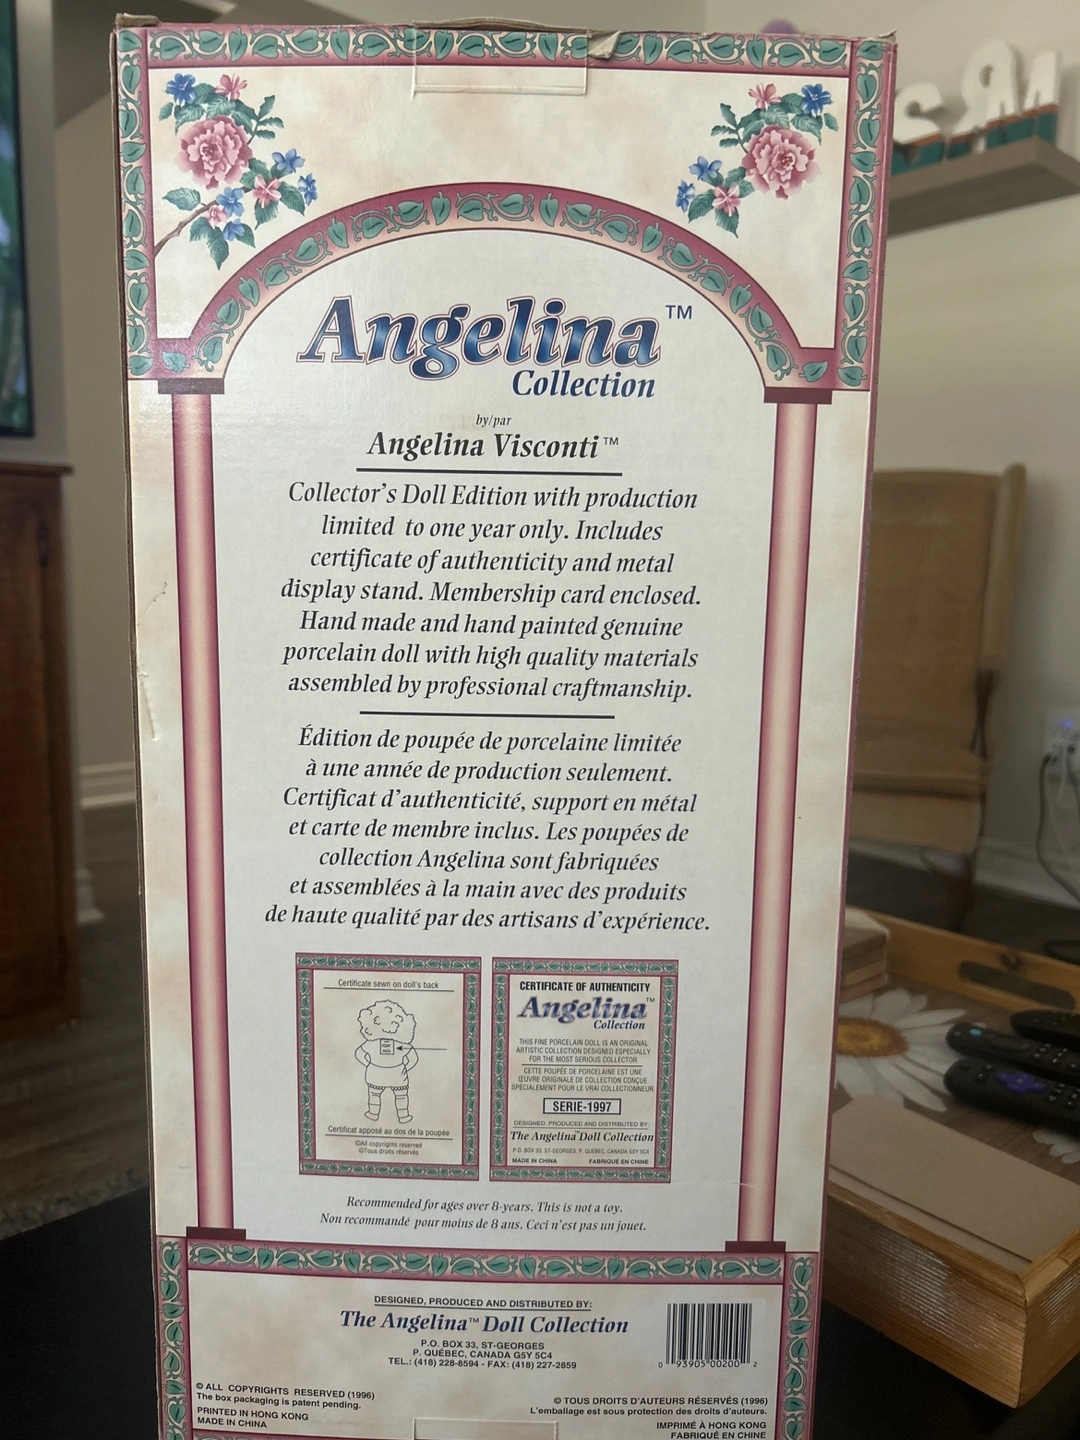 Angelina™
Collection
by/par
Angelina Visconti™
Collector's Doll Edition with production
limited to one year only. Includes
certificate of authenticity and metal
display stand. Membership card enclosed.
Hand made and hand painted genuine
porcelain doll with high quality materials
assembled by professional craftmanship.
Édition de poupée de porcelaine limitée
à une année de production seulement.
Certificat d'authenticité, support en métal
et carte de membre inclus. Les poupées de
collection Angelina sont fabriquées
et assemblées à la main avec des produits
de haute qualité par des artisans d'expérience.
Certificate sewn on doll's back
Certificat apposé au dos de la poupée
©All copyrights reserved
©Tous droits réservés
CERTIFICATE OF AUTHENTICITY
Angelina™
Collection
THIS FINE PORCELAIN DOLL IS AN ORIGINAL
ARTISTIC COLLECTION DESIGNED ESPECIALLY
FOR THE MOST SERIOUS COLLECTOR
CETTE POUPÉE DE PORCELAINE EST UNE
ŒUVRE ORIGINALE DE COLLECTION CONÇUE
SPÉCIALEMENT POUR LE VRAI COLLECTIONNEUR
SERIE-1997
DESIGNED, PRODUCED AND DISTRIBUTED BY:
The Angelina™ Doll Collection
P.O. BOX 33, ST-GEORGES, P. QUÉBEC, CANADA G5Y 5C4
MADE IN CHINA FABRIQUÉ EN CHINE
Recommended for ages over 8-years. This is not a toy.
Non recommandé pour moins de 8 ans. Ceci n'est pas un jouet.
DESIGNED, PRODUCED AND DISTRIBUTED BY:
The Angelina™ Doll Collection
P.O. BOX 33, ST-GEORGES
P. QUÉBEC, CANADA G5Y 5C4
TEL.: (418) 228-8594 - FAX: (418) 227-2859
0 93905 00200 2
© ALL COPYRIGHTS RESERVED (1996)
The box packaging is patent pending.
PRINTED IN HONG KONG
MADE IN CHINA
© TOUS DROITS D'AUTEURS RÉSERVÉS (1996)
L'emballage est sous protection des droits d'auteurs.
IMPRIMÉ À HONG KONG
FABRIQUÉ EN CHINE